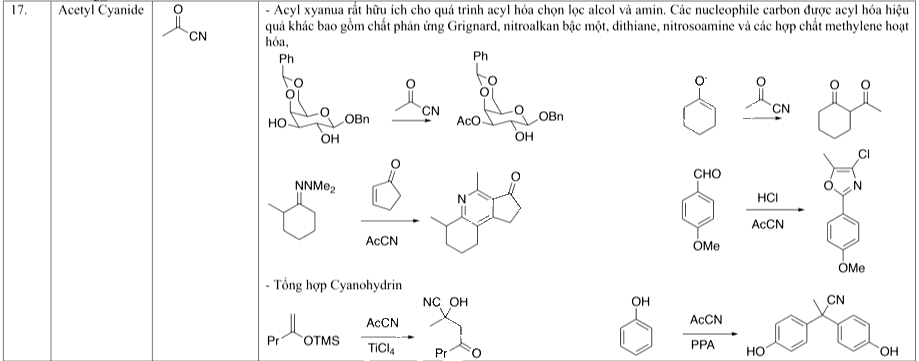 17.
Acetyl Cyanide
O
CN
- Acyl xyanua rất hữu ích cho quá trình acyl hóa chọn lọc alcol và amin. Các nucleophile carbon được acyl hóa hiệu
quả khác bao gồm chất phản ứng Grignard, nitroalkan bậc một, dithiane, nitrosoamine và các hợp chất methylene hoạt
hóa,
Ph
O
O
O
HO
OBn
OH
O
CN
Ph
O
O
O
AcO
OBn
OH
O-
O
CN
O
O
NNMe2
O
AcCN
N
O
CHO
OMe
HCl
AcCN
Cl
O
N
OMe
- Tổng hợp Cyanohydrin
Pr
OTMS
AcCN
TiCl4
NC OH
Pr
O
OH
AcCN
PPA
CN
HO
OH